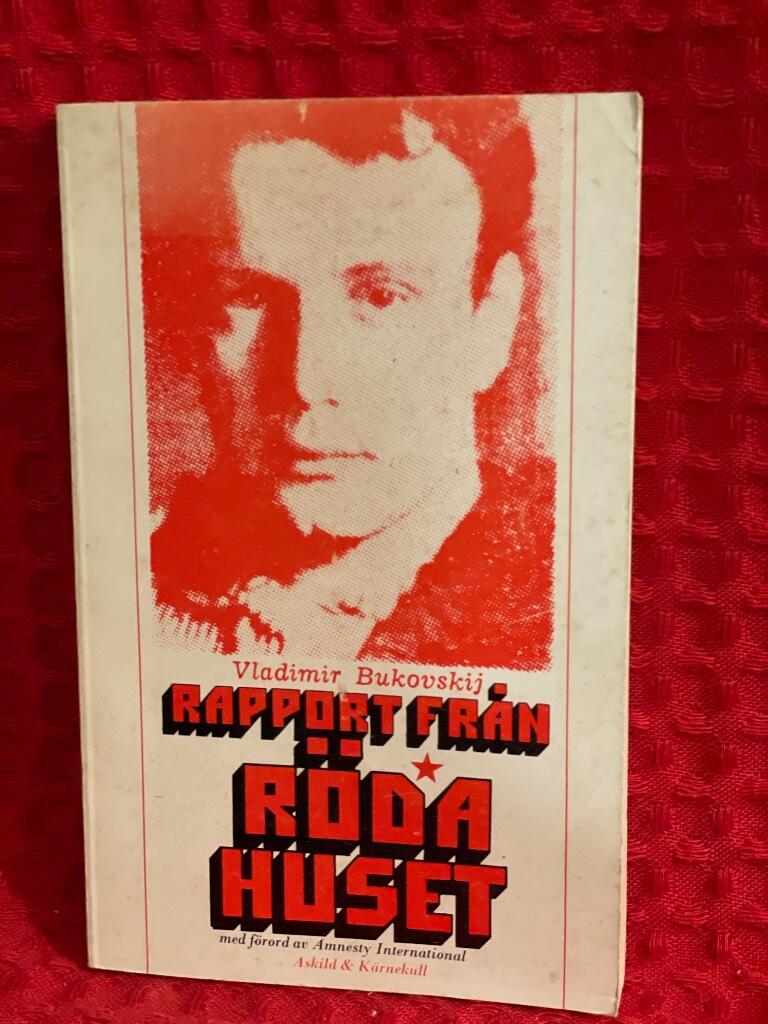 Vladimir Bukovskij
RAPPORT FRÅN
RÖDA
HUSET
med förord av Amnesty International
Askild & Kärnekull